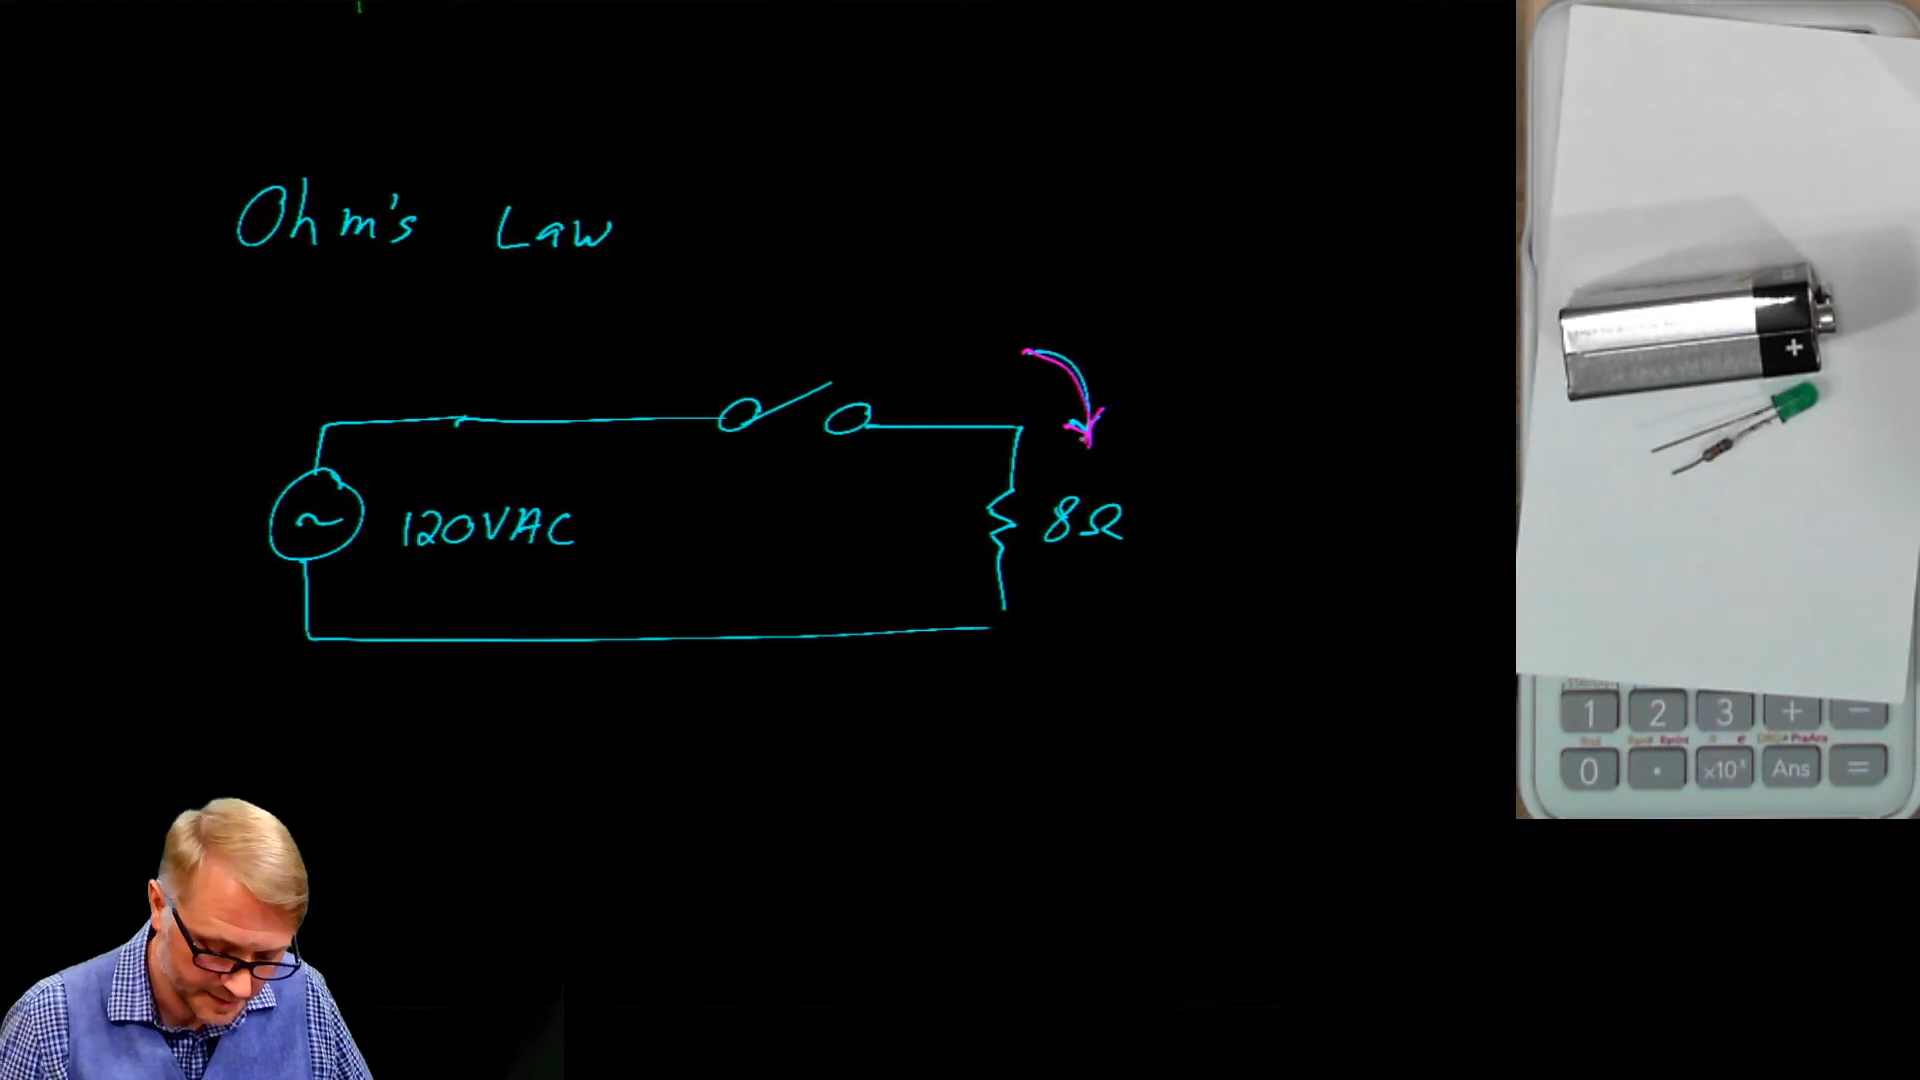 Ohm's Law
120VAC
8Ω
+
1 2 3 + −
0 . ×10ˣ Ans =